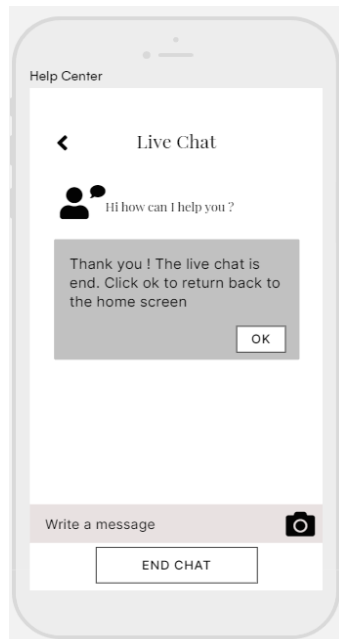 Help Center
Live Chat
Hi how can I help you ?
Thank you ! The live chat is
end. Click ok to return back to
the home screen
OK
Write a message
END CHAT